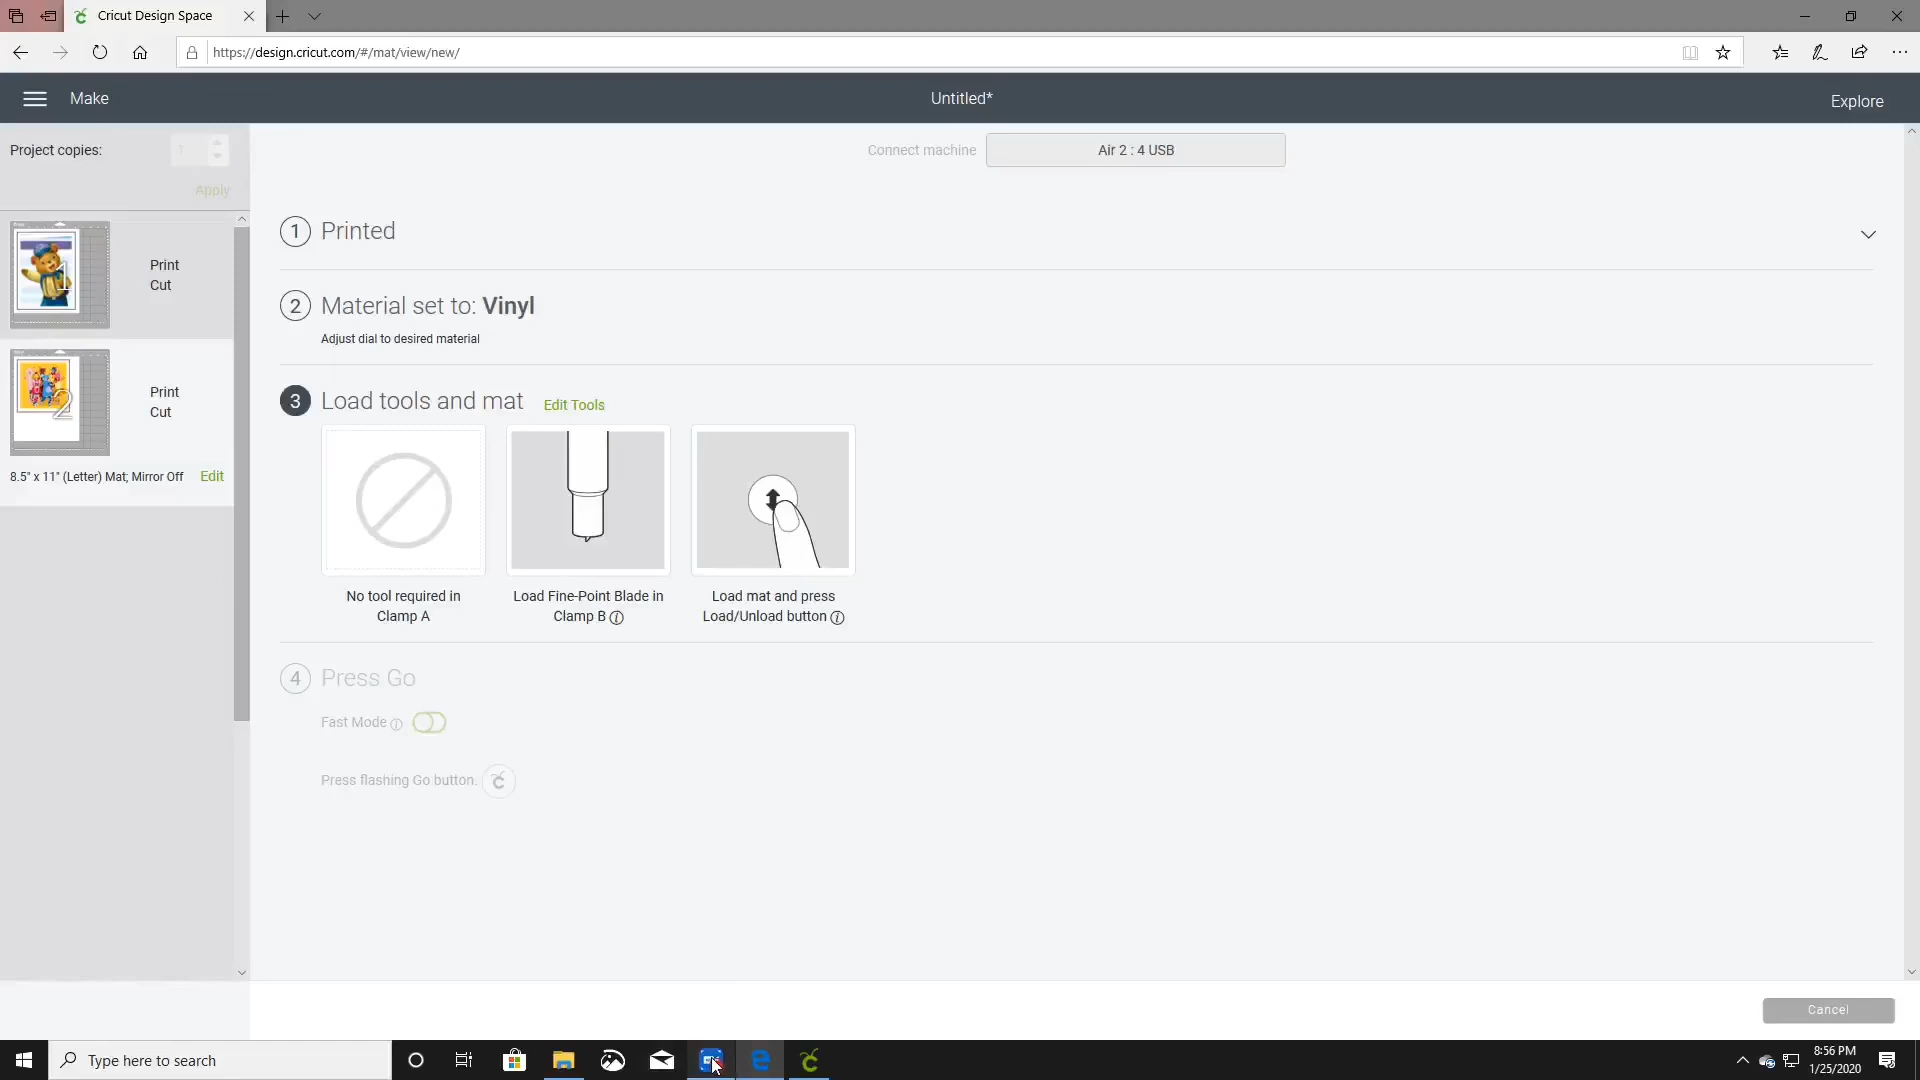 Cricut Design Space
https://design.cricut.com/#/mat/view/new/
Make
Untitled*
Explore
Project copies:
1
Apply
Connect machine
Air 2 : 4 USB
1 Printed
2 Material set to: Vinyl
Adjust dial to desired material
3 Load tools and mat
Edit Tools
1
Print
Cut
2
Print
Cut
8.5" x 11" (Letter) Mat; Mirror Off
Edit
No tool required in
Clamp A
Load Fine-Point Blade in
Clamp B
Load mat and press
Load/Unload button
4 Press Go
Fast Mode
Press flashing Go button.
Cancel
Type here to search
8:56 PM
1/25/2020